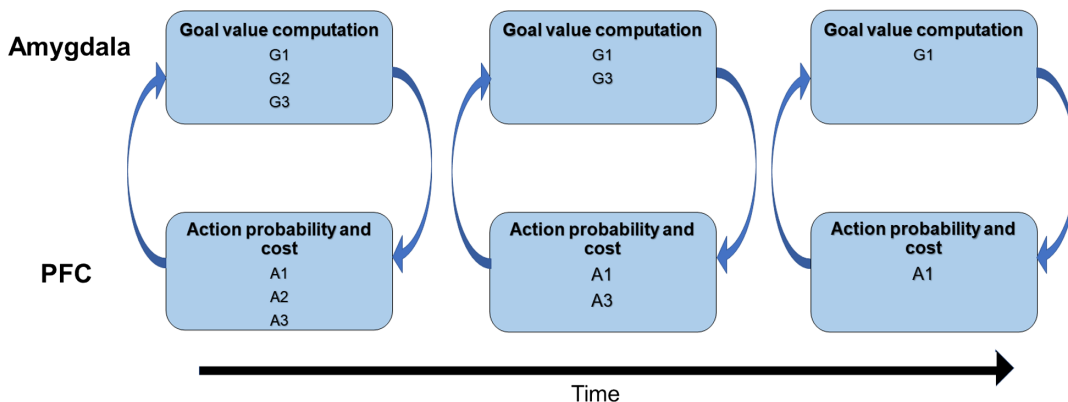 Amygdala
Goal value computation
G1
G2
G3
Goal value computation
G1
G3
Goal value computation
G1
PFC
Action probability and
cost
A1
A2
A3
Action probability and
cost
A1
A3
Action probability and
cost
A1
Time